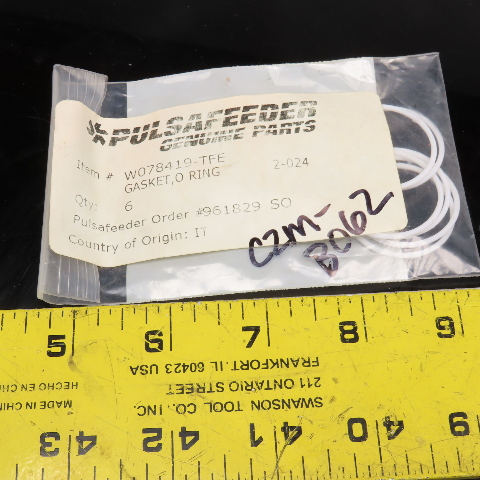 PULSAFEEDER
GENUINE PARTS
Item # W078419-TFE 2-024
GASKET,O RING
Qty: 6
Pulsafeeder Order #961829 SO
Country of Origin: IT
CZM-
B062
5 6 7 8 9
FRANKFORT, IL 60423 USA
211 ONTARIO STREET
SWANSON TOOL CO., INC.
HECHO EN CHIN
MADE IN CHIN
43 42 41 40 39